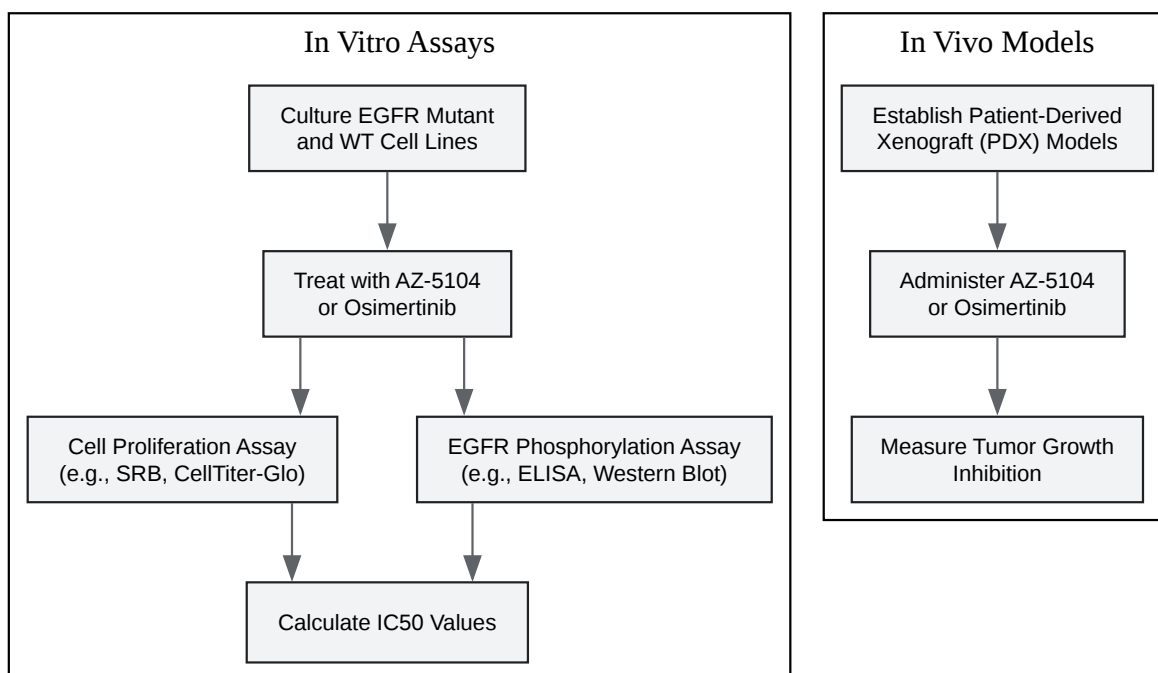 In Vitro Assays
Culture EGFR Mutant
and WT Cell Lines
Treat with AZ-5104
or Osimertinib
Cell Proliferation Assay
(e.g., SRB, CellTiter-Glo)
EGFR Phosphorylation Assay
(e.g., ELISA, Western Blot)
Calculate IC50 Values
In Vivo Models
Establish Patient-Derived
Xenograft (PDX) Models
Administer AZ-5104
or Osimertinib
Measure Tumor Growth
Inhibition